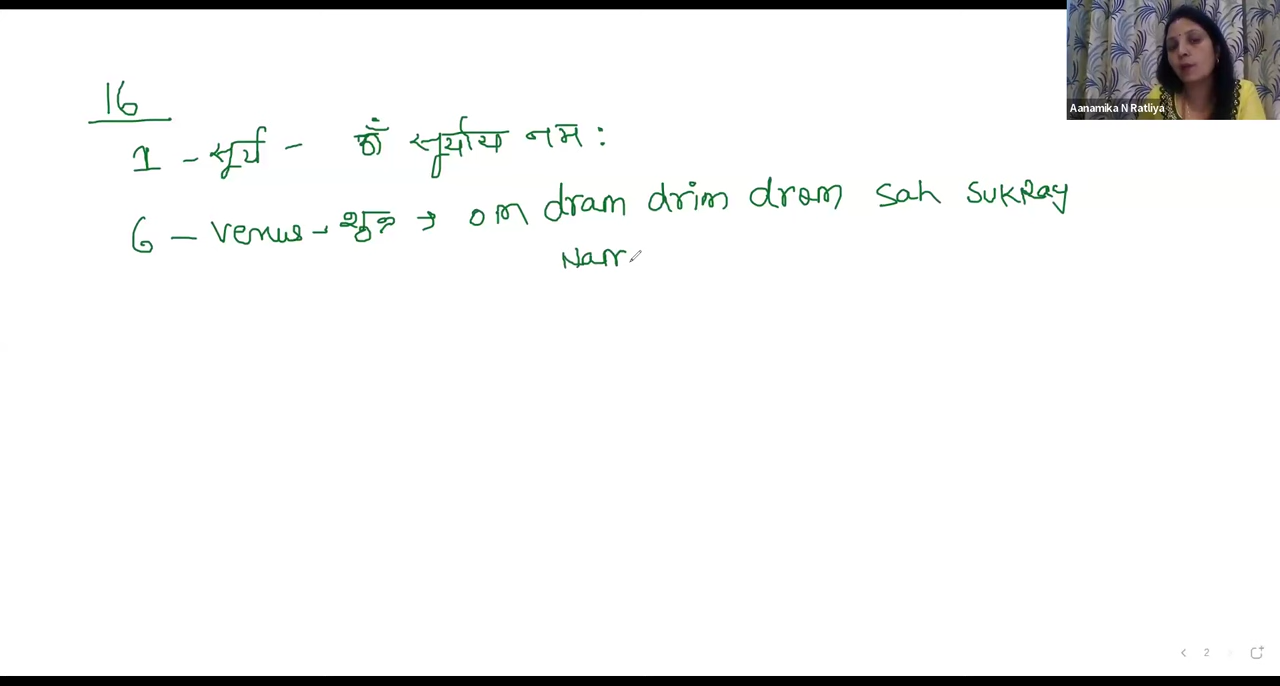 16
1 - सूर्य - ॐ सूर्याय नम:
6 - Venus - शुक्र → om dram drim drom sah sukRay
Nam
Aanamika N Ratliya
2